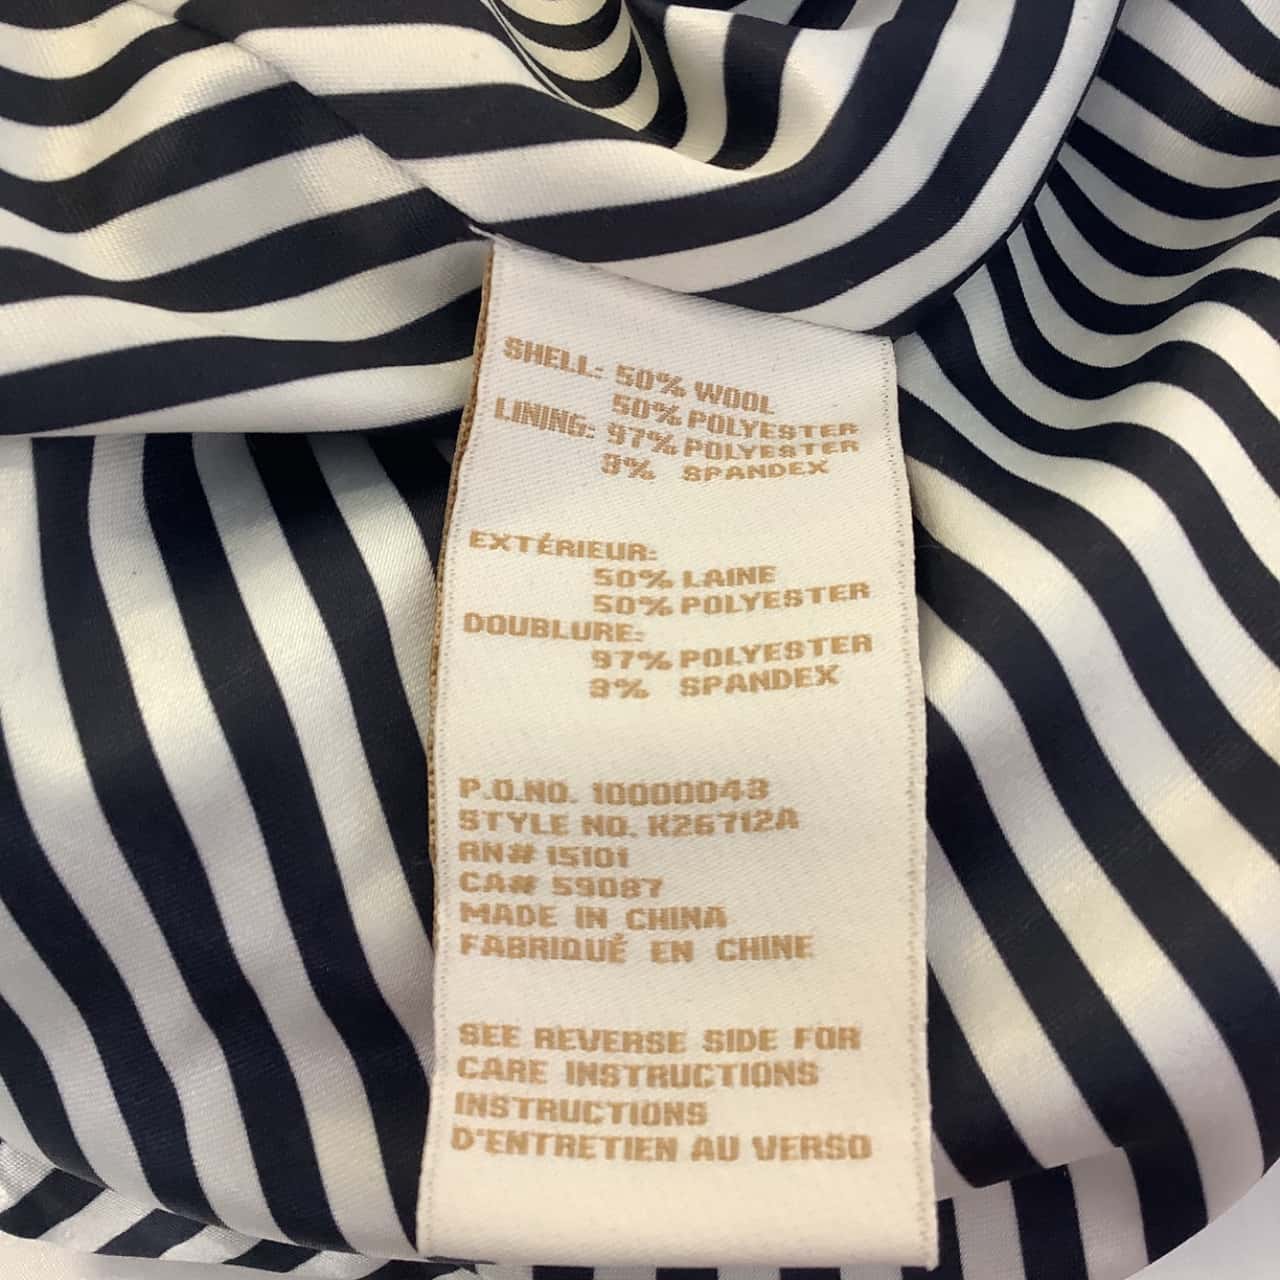 SHELL: 50% WOOL
50% POLYESTER
LINING: 97% POLYESTER
3% SPANDEX
EXTÉRIEUR:
50% LAINE
50% POLYESTER
DOUBLURE:
97% POLYESTER
3% SPANDEX
P.O.NO. 10000043
STYLE NO. K26712A
RN# 15101
CA# 59087
MADE IN CHINA
FABRIQUÉ EN CHINE
SEE REVERSE SIDE FOR
CARE INSTRUCTIONS
INSTRUCTIONS
D'ENTRETIEN AU VERSO